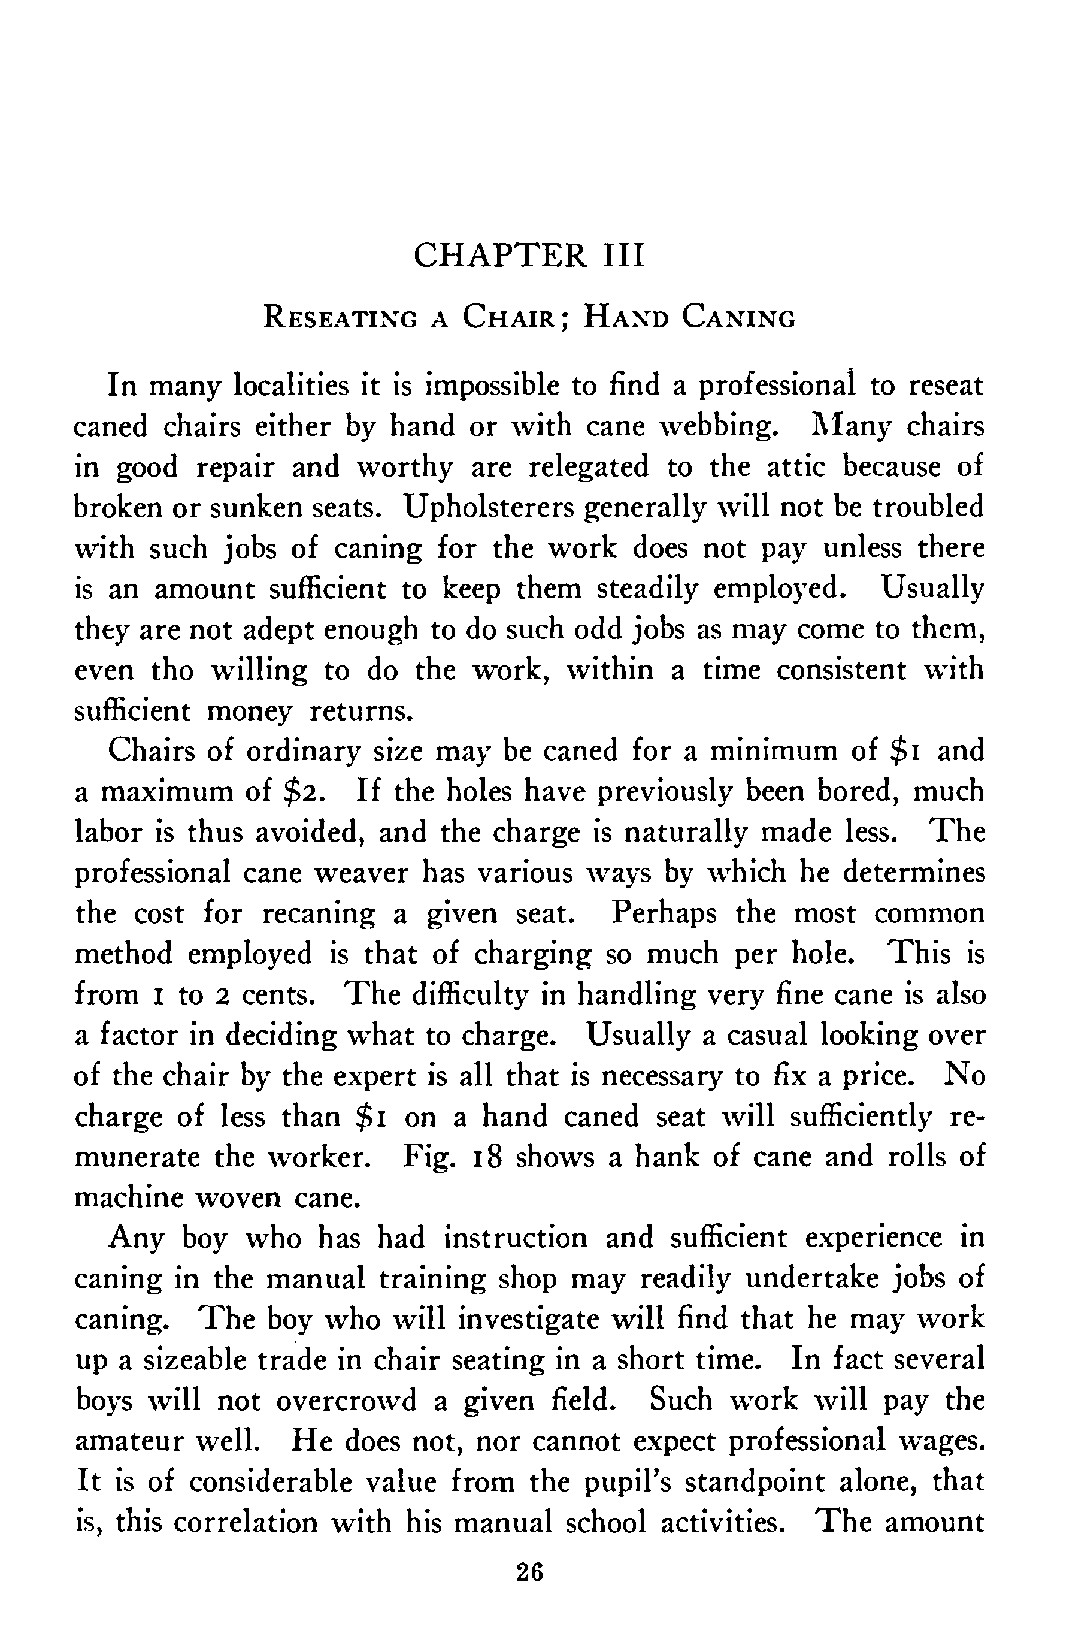 CHAPTER III
RESEATING A CHAIR; HAND CANING
In many localities it is impossible to find a professional to reseat
caned chairs either by hand or with cane webbing. Many chairs
in good repair and worthy are relegated to the attic because of
broken or sunken seats. Upholsterers generally will not be troubled
with such jobs of caning for the work does not pay unless there
is an amount sufficient to keep them steadily employed. Usually
they are not adept enough to do such odd jobs as may come to them,
even tho willing to do the work, within a time consistent with
sufficient money returns.
Chairs of ordinary size may be caned for a minimum of $1 and
a maximum of $2. If the holes have previously been bored, much
labor is thus avoided, and the charge is naturally made less. The
professional cane weaver has various ways by which he determines
the cost for recaning a given seat. Perhaps the most common
method employed is that of charging so much per hole. This is
from 1 to 2 cents. The difficulty in handling very fine cane is also
a factor in deciding what to charge. Usually a casual looking over
of the chair by the expert is all that is necessary to fix a price. No
charge of less than $1 on a hand caned seat will sufficiently re-
munerate the worker. Fig. 18 shows a hank of cane and rolls of
machine woven cane.
Any boy who has had instruction and sufficient experience in
caning in the manual training shop may readily undertake jobs of
caning. The boy who will investigate will find that he may work
up a sizeable trade in chair seating in a short time. In fact several
boys will not overcrowd a given field. Such work will pay the
amateur well. He does not, nor cannot expect professional wages.
It is of considerable value from the pupil's standpoint alone, that
is, this correlation with his manual school activities. The amount
26